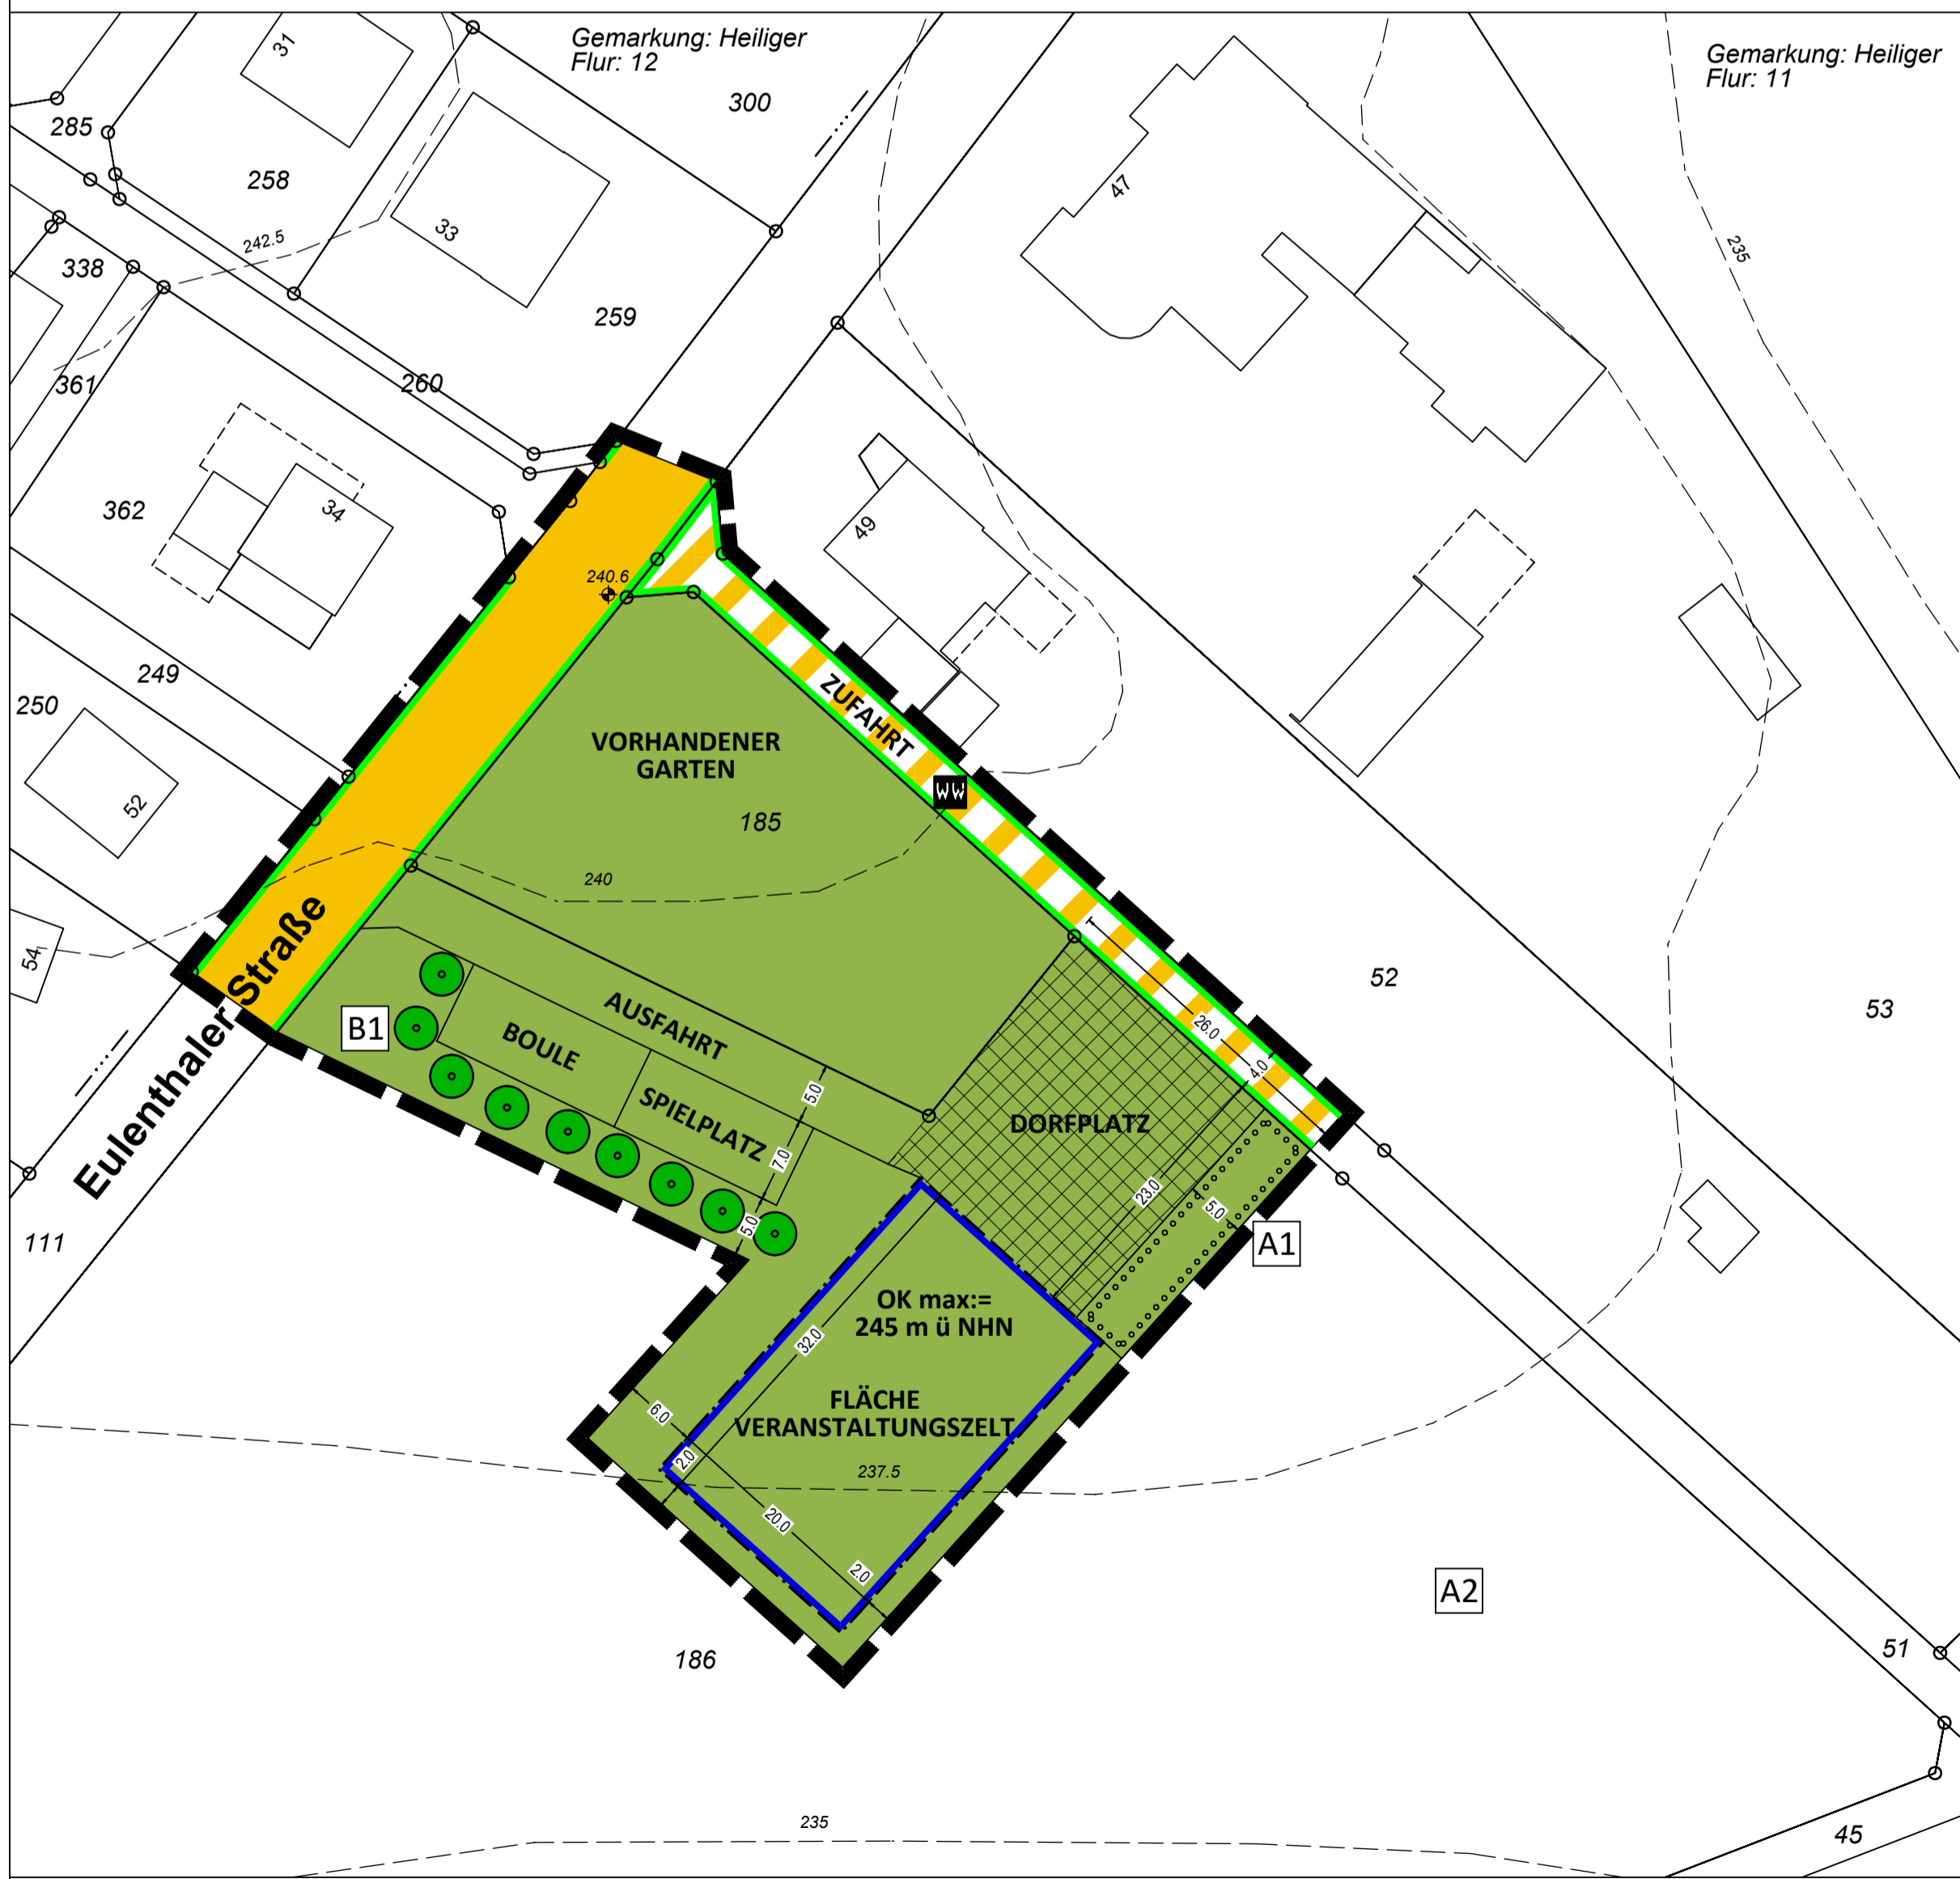 Gemarkung: Heiliger
Flur: 12
Gemarkung: Heiliger
Flur: 11
31
300
285
258
47
33
242.5
235
338
259
361
260
362
34
49
240.6
249
250
VORHANDENER
GARTEN
ZUFAHRT
WW
52
185
240
54
Eulenthaler Straße
B1
AUSFAHRT
BOULE
SPIELPLATZ
5.0
7.0
5.0
26.0
4.0
DORFPLATZ
52
53
23.0
5.0
A1
111
OK max:=
245 m ü NHN
32.0
FLÄCHE
VERANSTALTUNGSZELT
6.0
2.0
237.5
20.0
2.0
A2
186
51
235
45